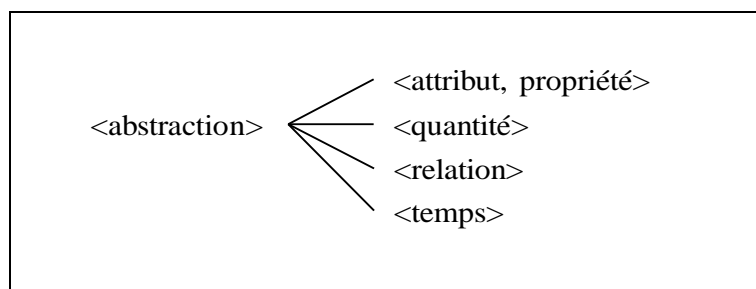 <attribut, propriété>
<abstraction>
<quantité>
<relation>
<temps>